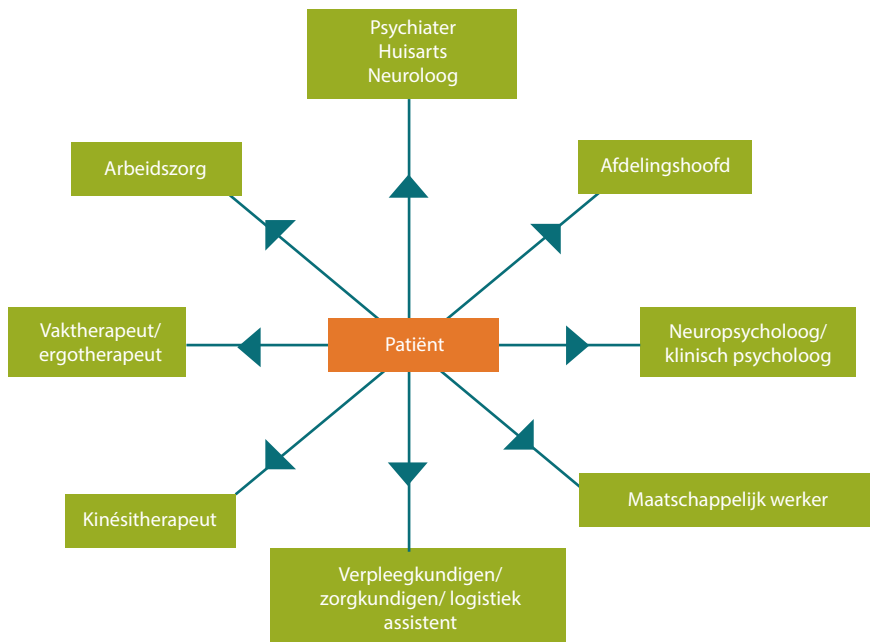 Psychiater
Huisarts
Neuroloog
Arbeidszorg
Afdelingshoofd
Vaktherapeut/
ergotherapeut
Patiënt
Neuropsycholoog/
klinisch psycholoog
Kinésitherapeut
Maatschappelijk werker
Verpleegkundigen/
zorgkundigen/ logistiek
assistent